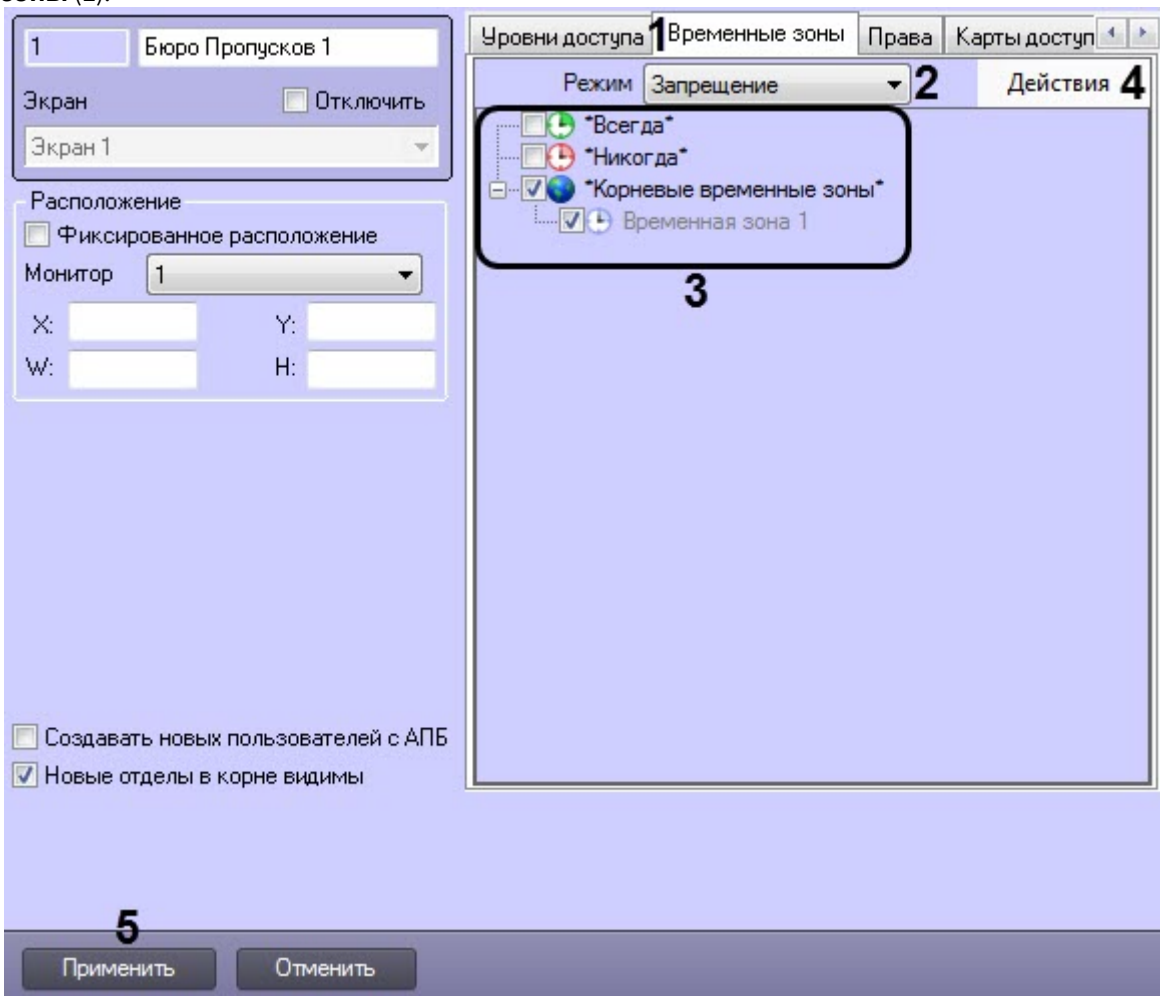 зоны (2).
1 Бюро Пропусков 1
Экран Отключить
Экран 1
Расположение
Фиксированное расположение
Монитор 1
X: Y:
W: H:
Создавать новых пользователей с АПБ
Новые отделы в корне видимы
Уровни доступа 1 Временные зоны Права Карты доступ
Режим Запрещение 2 Действия 4
*Всегда*
*Никогда*
*Корневые временные зоны*
Временная зона 1
3
5
Применить Отменить